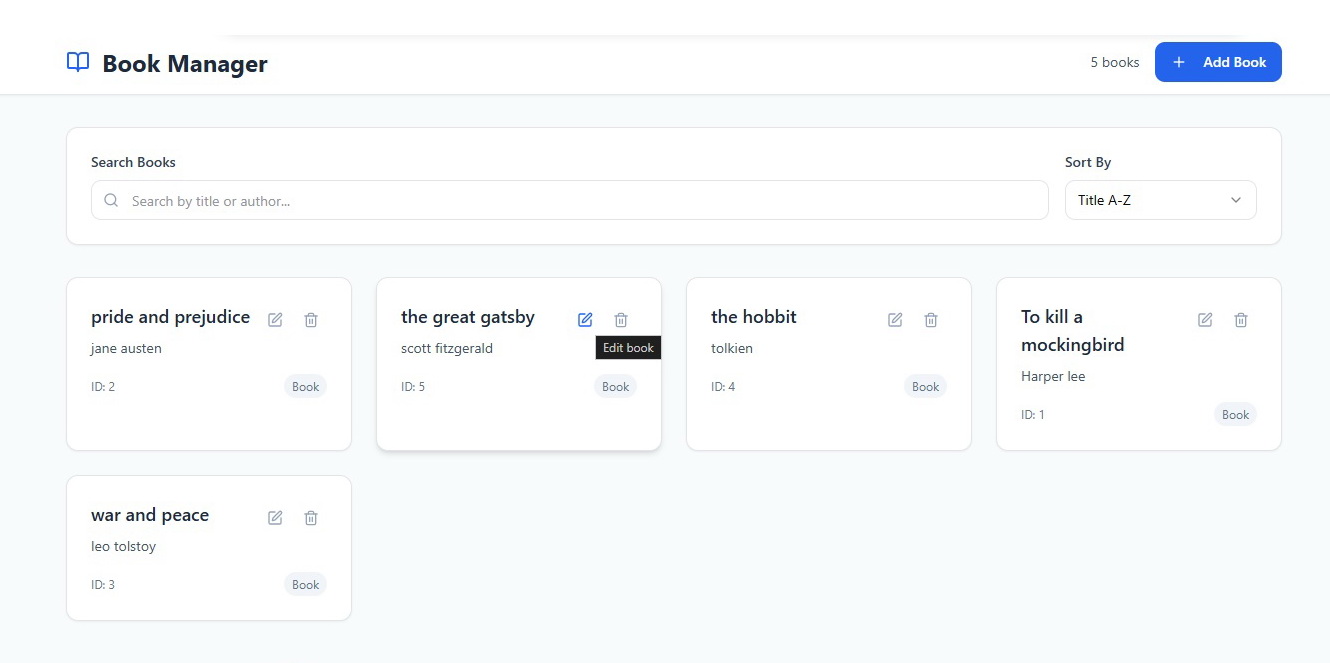 Book Manager
5 books
Add Book
Search Books
Sort By
Search by title or author...
Title A-Z
pride and prejudice
jane austen
ID: 2
Book
the great gatsby
scott fitzgerald
Edit book
ID: 5
Book
the hobbit
tolkien
ID: 4
Book
To kill a
mockingbird
Harper lee
ID: 1
Book
war and peace
leo tolstoy
ID: 3
Book